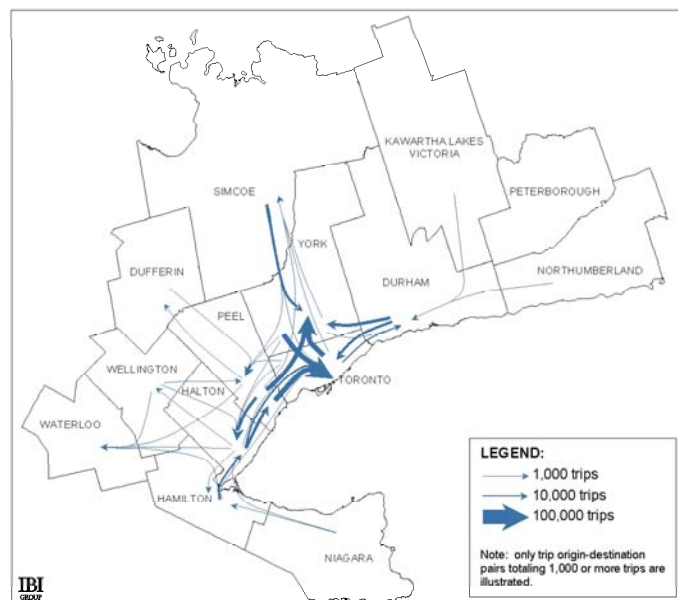 KAWARTHA LAKES
VICTORIA
PETERBOROUGH
SIMCOE
YORK
NORTHUMBERLAND
DUFFERIN
DURHAM
PEEL
WELLINGTON
TORONTO
HALTON
WATERLOO
HAMILTON
NIAGARA
LEGEND:
1,000 trips
10,000 trips
100,000 trips
Note: only trip origin-destination
pairs totaling 1,000 or more trips are
illustrated.
IBI
GROUP